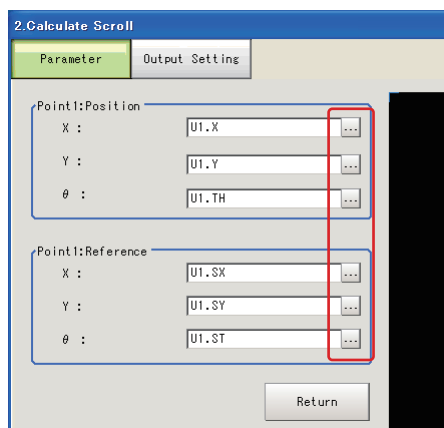 2.Calculate Scroll
Parameter Output Setting
Point1:Position
X : U1.X ...
Y : U1.Y ...
θ : U1.TH ...
Point1:Reference
X : U1.SX ...
Y : U1.SY ...
θ : U1.ST ...
Return